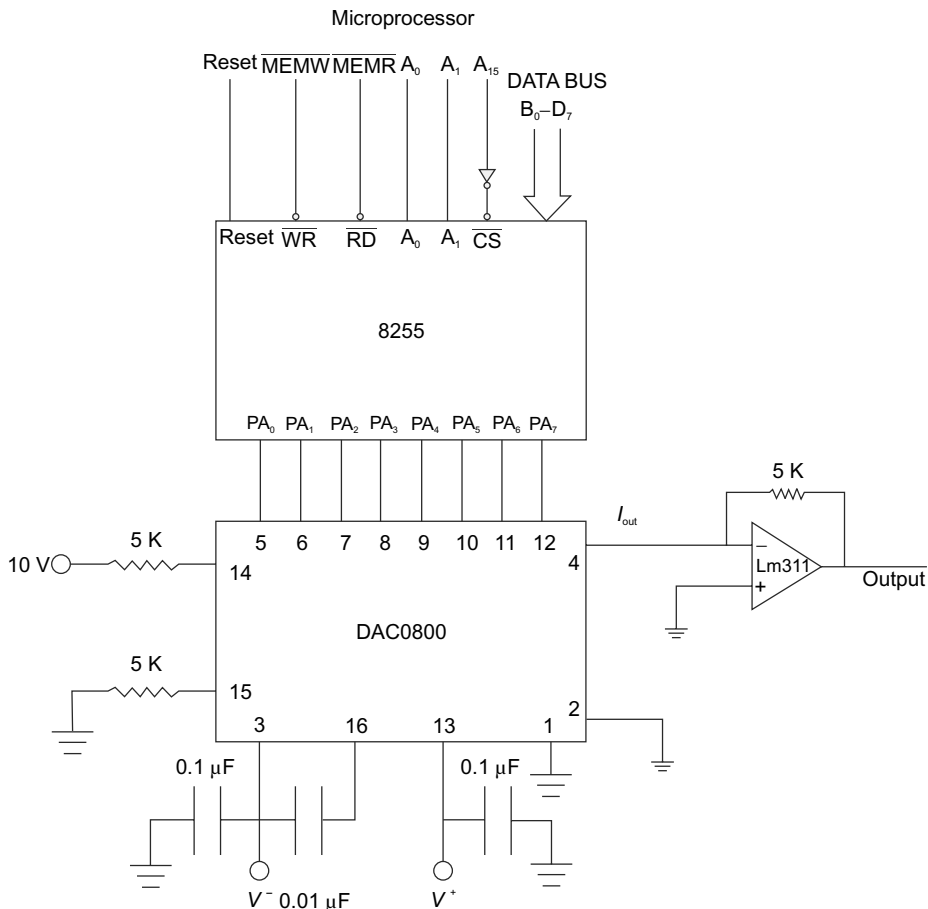 Microprocessor
Reset MEMW MEMR A₀ A₁ A₁₅
DATA BUS
B₀–D₇
Reset WR RD A₀ A₁ CS
8255
PA₀ PA₁ PA₂ PA₃ PA₄ PA₅ PA₆ PA₇
5 K
I out
5 K
5 6 7 8 9 10 11 12
10 V
14
4
−
Lm311
+
Output
DAC0800
5 K
15
2
3 16 13 1
0.1 μF
0.1 μF
V⁻ 0.01 μF V⁺